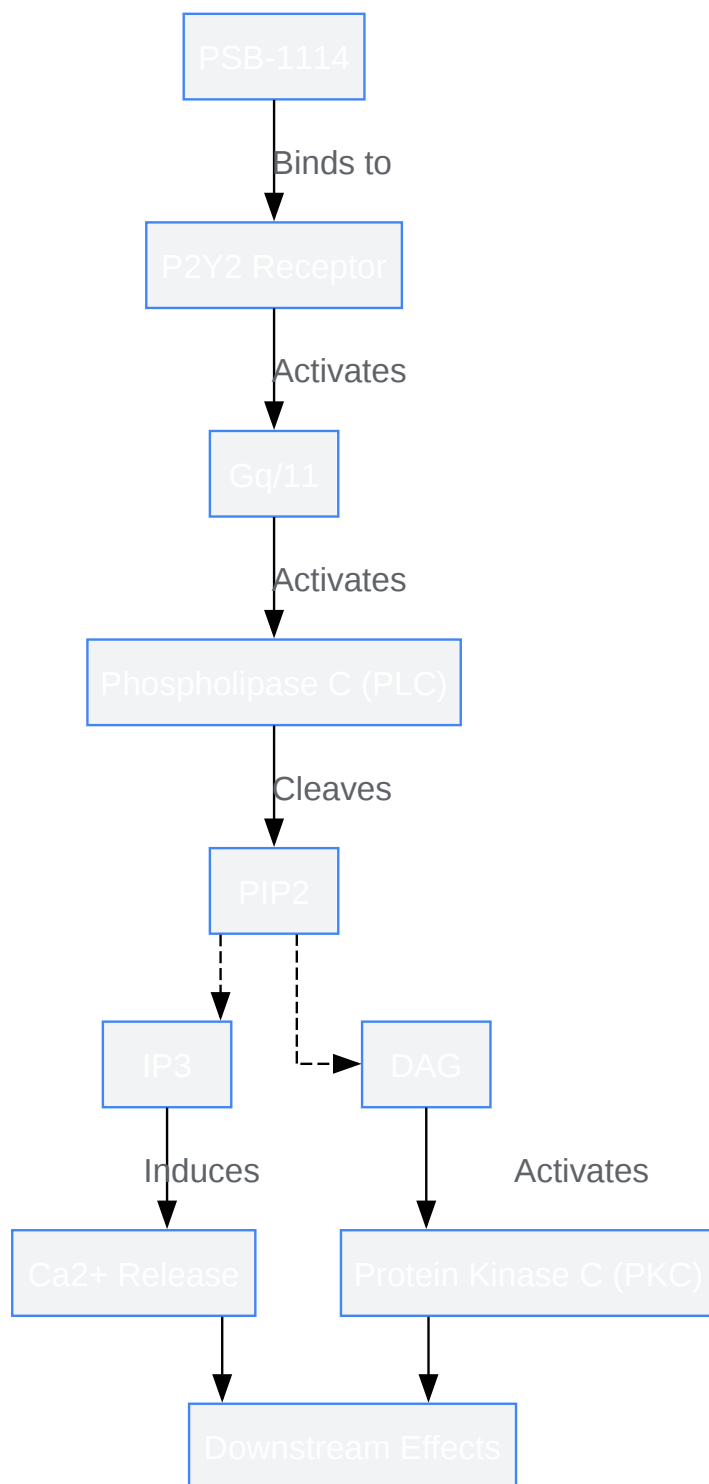 PSB-1114
Binds to
P2Y2 Receptor
Activates
Gq/11
Activates
Phospholipase C (PLC)
Cleaves
PIP2
IP3
DAG
Induces
Activates
Ca2+ Release
Protein Kinase C (PKC)
Downstream Effects